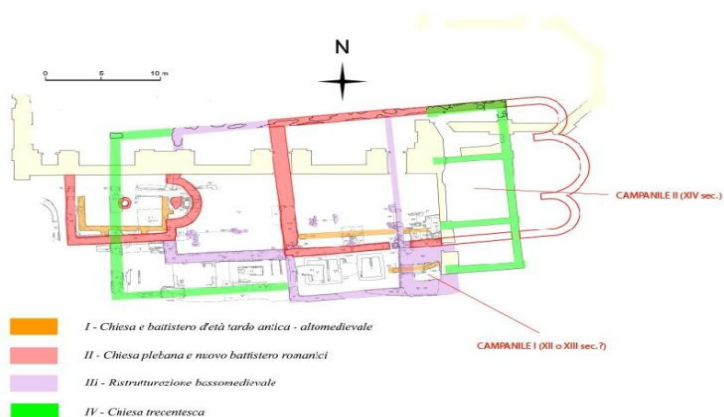 N
0 5 10 m
CAMPANILE II (XIV sec.)
CAMPANILE I (XII o XIII sec.?)
I - Chiesa e battistero d'età tardo antica - altomedievale
II - Chiesa plebana e nuovo battistero romanici
III - Ristrutturazione bassomedievale
IV - Chiesa trecentesca